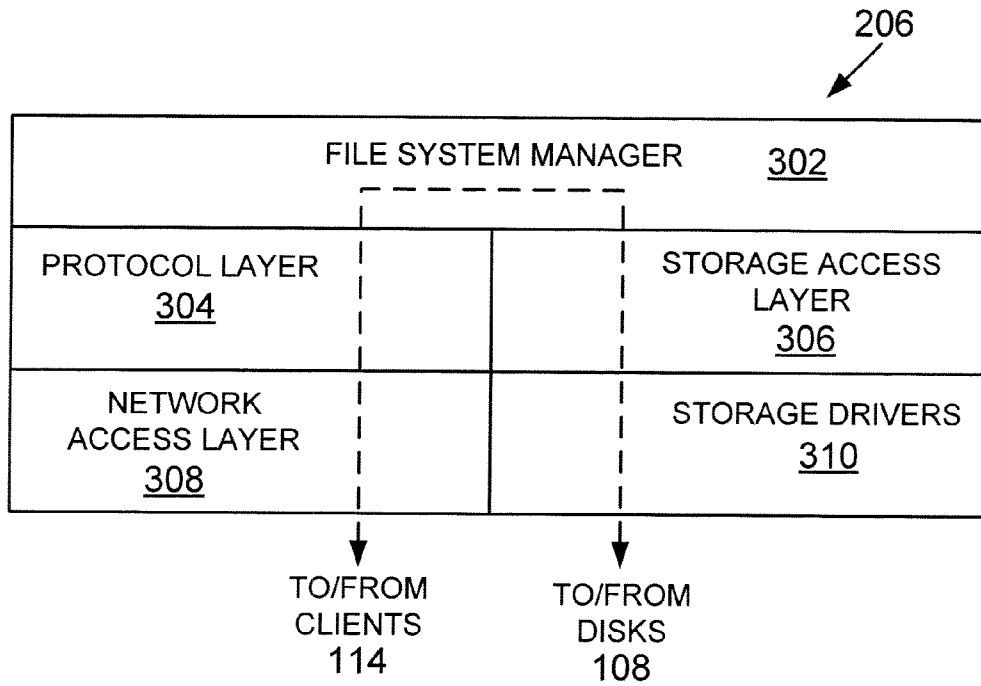 206
FILE SYSTEM MANAGER 302
PROTOCOL LAYER
304
STORAGE ACCESS
LAYER
306
NETWORK
ACCESS LAYER
308
STORAGE DRIVERS
310
TO/FROM
CLIENTS
114
TO/FROM
DISKS
108